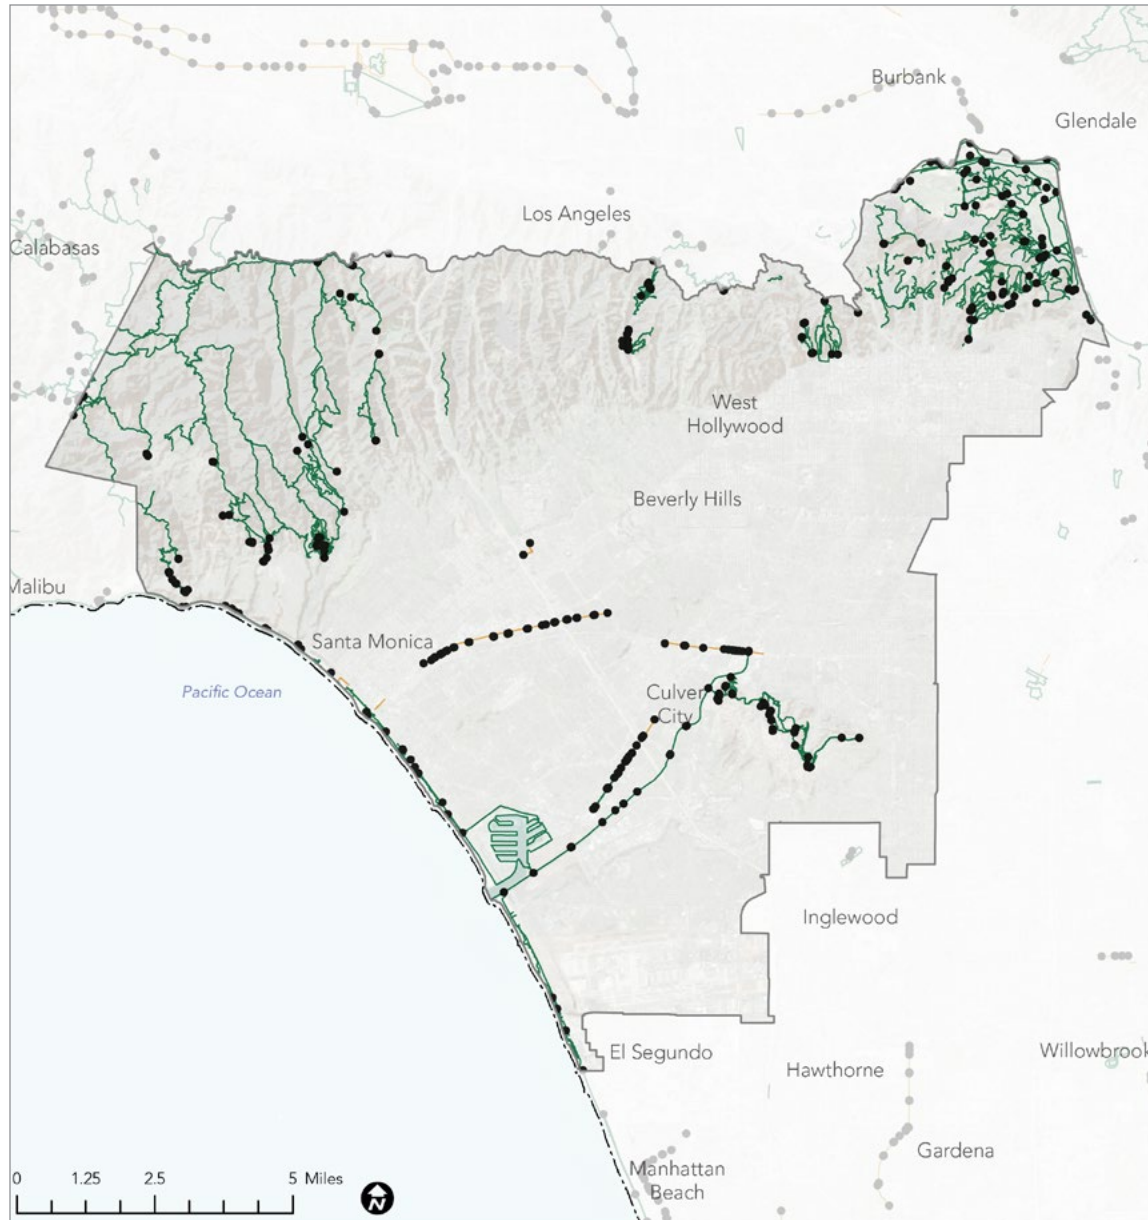 Burbank
Glendale
Los Angeles
Calabasas
West
Hollywood
Beverly Hills
Malibu
Santa Monica
Pacific Ocean
Culver
City
Inglewood
El Segundo
Hawthorne
Willowbrook
Gardena
Manhattan
Beach
0 1.25 2.5 5 Miles
N